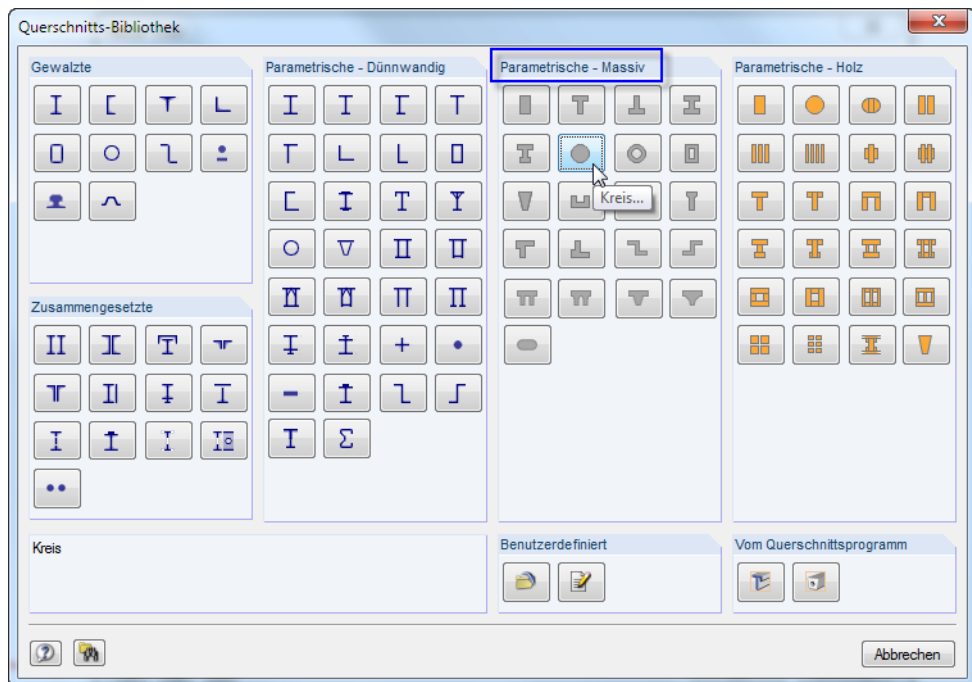 Querschnitts-Bibliothek
Gewalzte
Parametrische - Dünnwandig
Parametrische - Massiv
Parametrische - Holz
Kreis...
Zusammengesetzte
Kreis
Benutzerdefiniert
Vom Querschnittsprogramm
Abbrechen